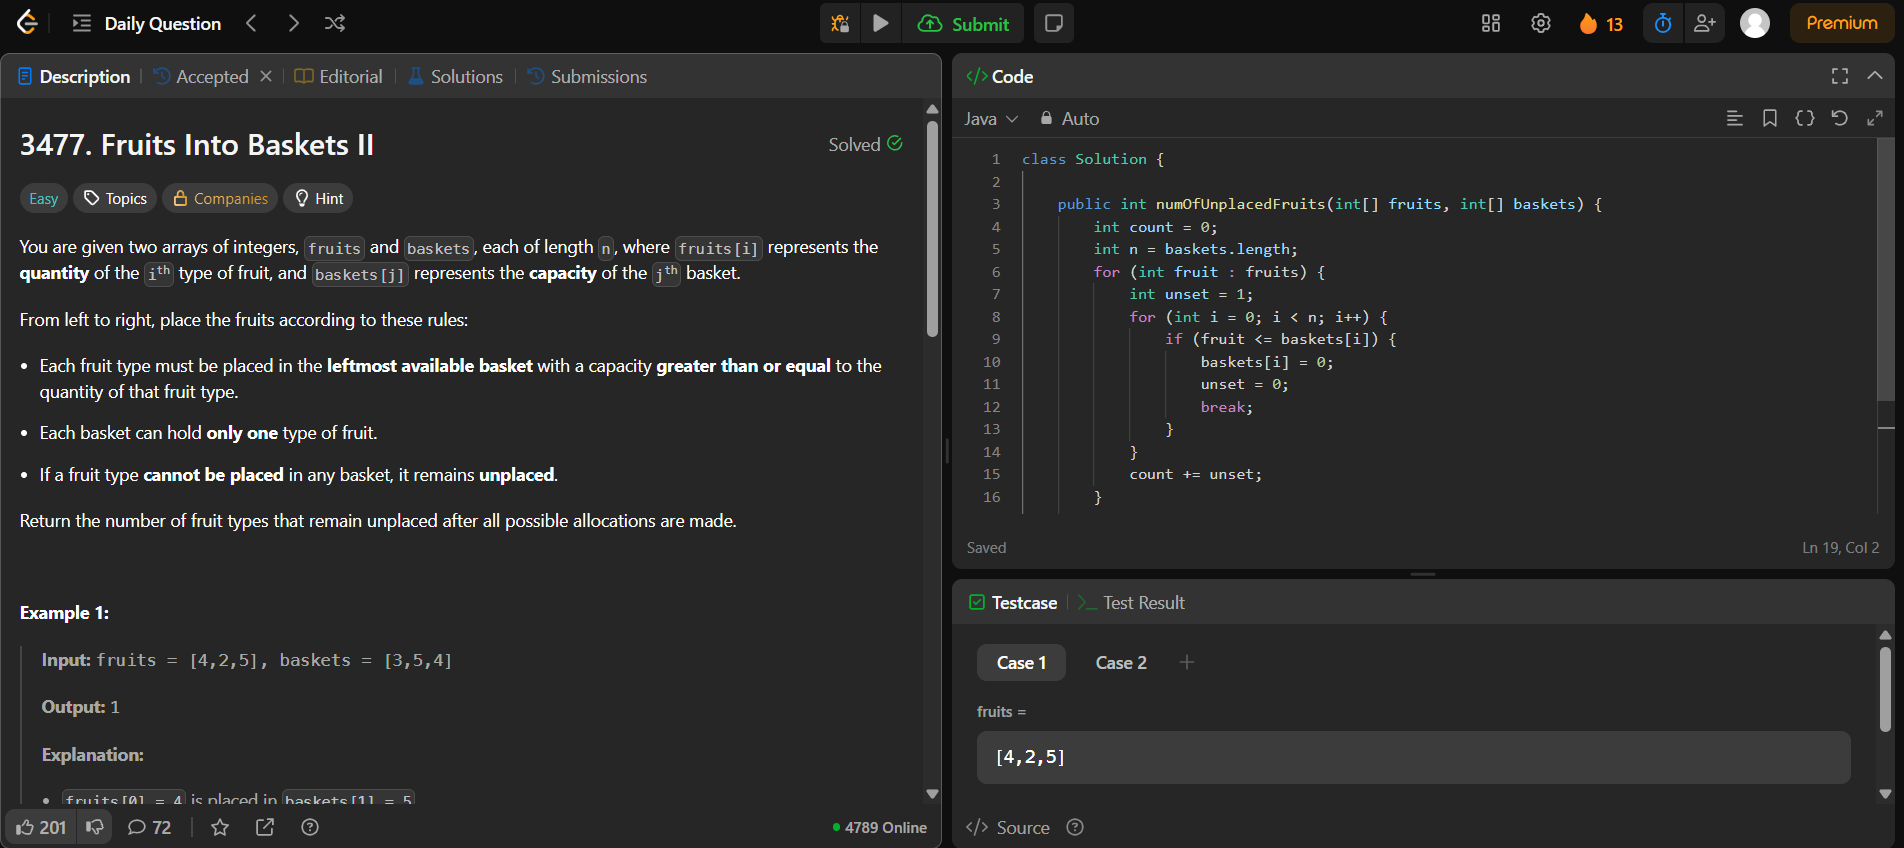 Daily Question
Submit
13
Premium
Description
Accepted
Editorial
Solutions
Submissions
3477. Fruits Into Baskets II
Solved
Easy
Topics
Companies
Hint
You are given two arrays of integers, fruits and baskets, each of length n, where fruits[i] represents the
quantity of the ith type of fruit, and baskets[j] represents the capacity of the jth basket.
From left to right, place the fruits according to these rules:
• Each fruit type must be placed in the leftmost available basket with a capacity greater than or equal to the
quantity of that fruit type.
• Each basket can hold only one type of fruit.
• If a fruit type cannot be placed in any basket, it remains unplaced.
Return the number of fruit types that remain unplaced after all possible allocations are made.
Example 1:
Input: fruits = [4,2,5], baskets = [3,5,4]
Output: 1
Explanation:
• fruits[0] = 4 is placed in baskets[1] = 5
201
72
4789 Online
</> Code
Java
Auto
1 class Solution {
2
3 public int numOfUnplacedFruits(int[] fruits, int[] baskets) {
4 int count = 0;
5 int n = baskets.length;
6 for (int fruit : fruits) {
7 int unset = 1;
8 for (int i = 0; i < n; i++) {
9 if (fruit <= baskets[i]) {
10 baskets[i] = 0;
11 unset = 0;
12 break;
13 }
14 }
15 count += unset;
16 }
Saved
Ln 19, Col 2
Testcase
>_ Test Result
Case 1
Case 2
+
fruits =
[4,2,5]
</> Source